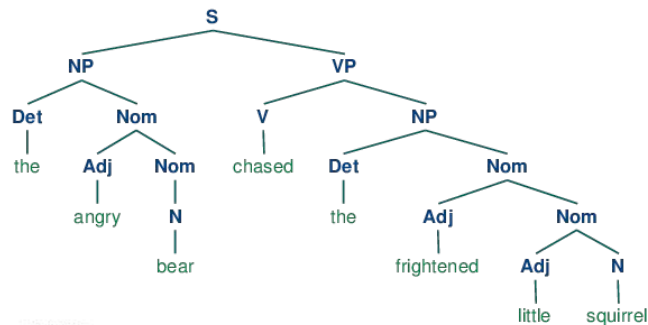 S
NP VP
Det Nom V NP
the Adj Nom chased Det Nom
angry N the Adj Nom
bear frightened Adj N
little squirrel